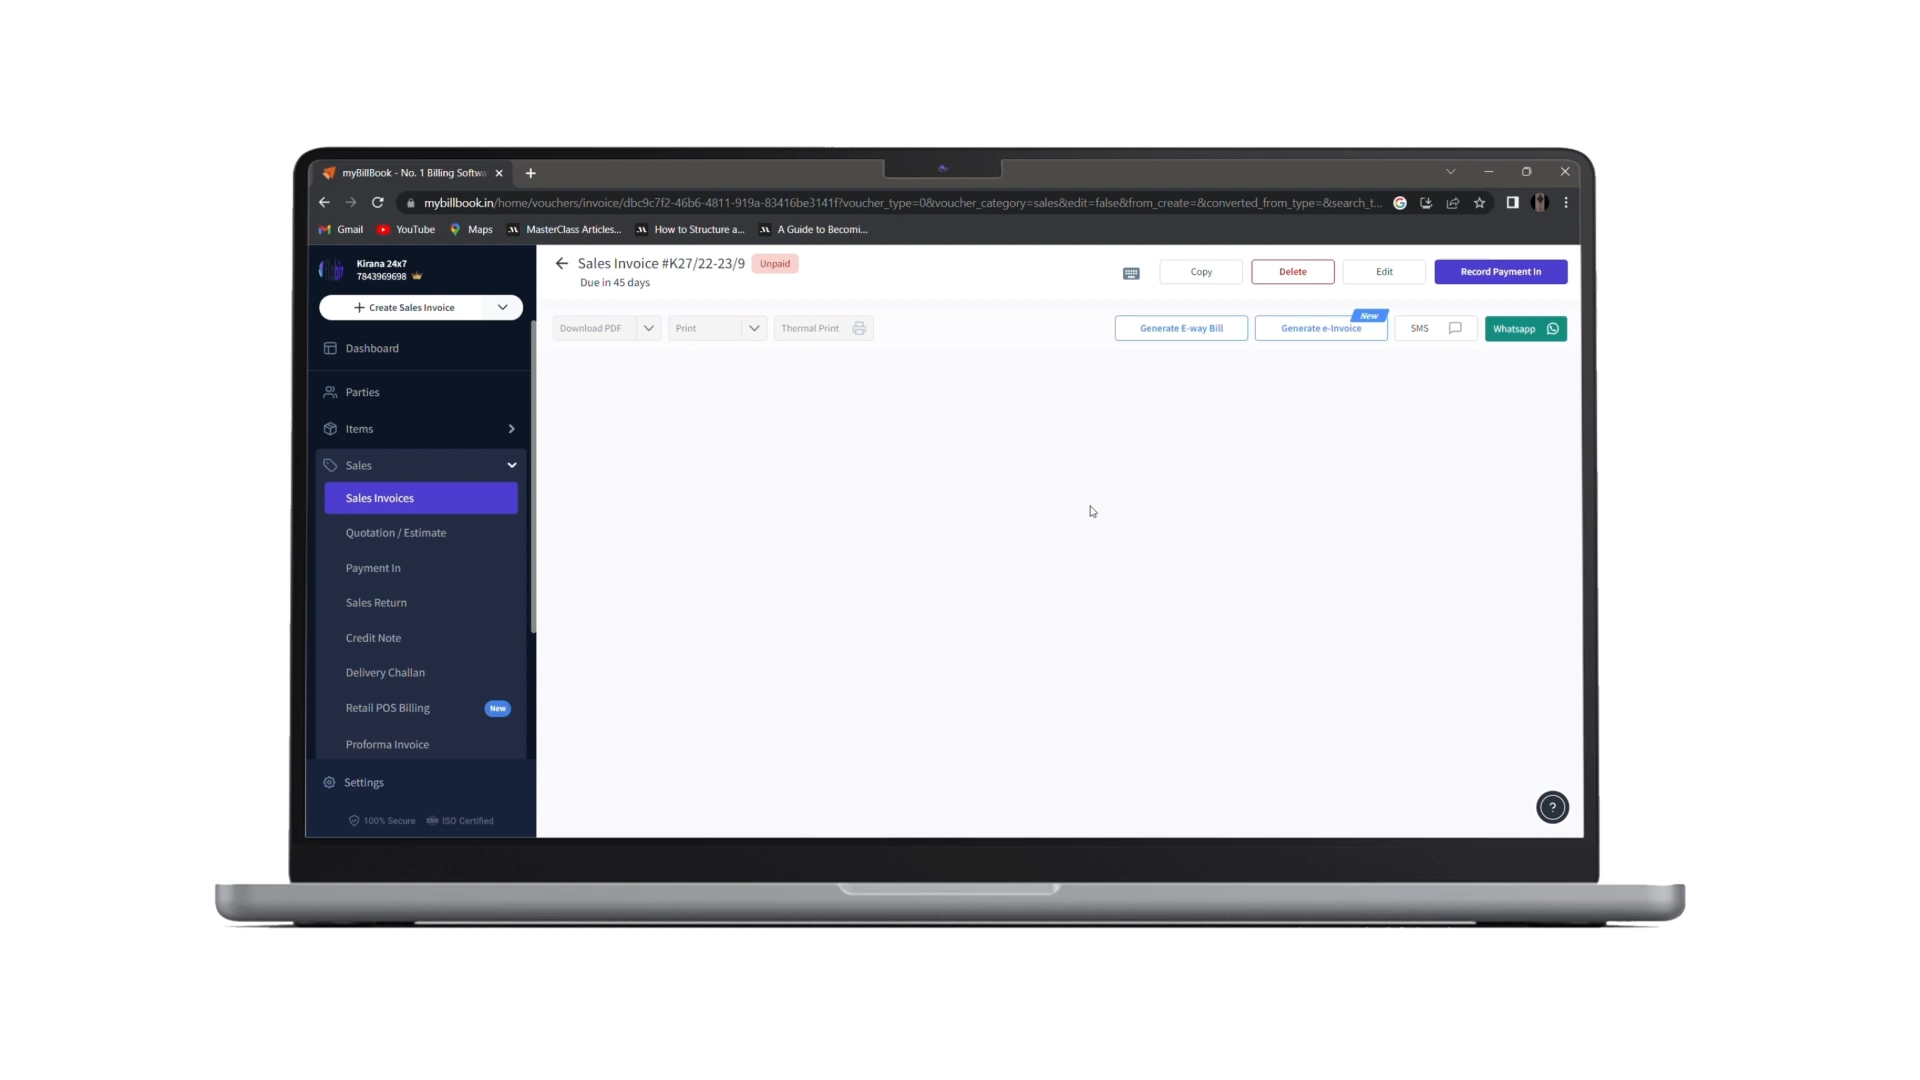 myBillBook - No. 1 Billing Softwa
mybillbook.in/home/vouchers/invoice/dbc9c7f2-46b6-4811-919a-83416be3141f?voucher_type=0&voucher_category=sales&edit=false&from_create=&converted_from_type=&search_t...
Gmail YouTube Maps MasterClass Articles... How to Structure a... A Guide to Becomi...
Kirana 24x7
7843969698
Create Sales Invoice
Dashboard
Parties
Items
Sales
Sales Invoices
Quotation / Estimate
Payment In
Sales Return
Credit Note
Delivery Challan
Retail POS Billing New
Proforma Invoice
Settings
100% Secure ISO ISO Certified
Sales Invoice #K27/22-23/9 Unpaid
Due in 45 days
Copy Delete Edit Record Payment In
Download PDF Print Thermal Print
Generate E-way Bill Generate e-Invoice New SMS Whatsapp
?